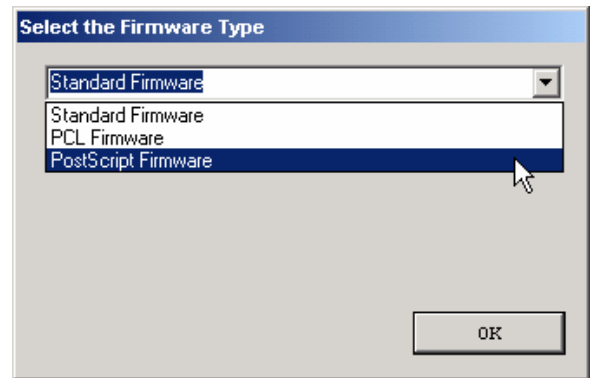 Select the Firmware Type
Standard Firmware
Standard Firmware
PCL Firmware
PostScript Firmware
OK